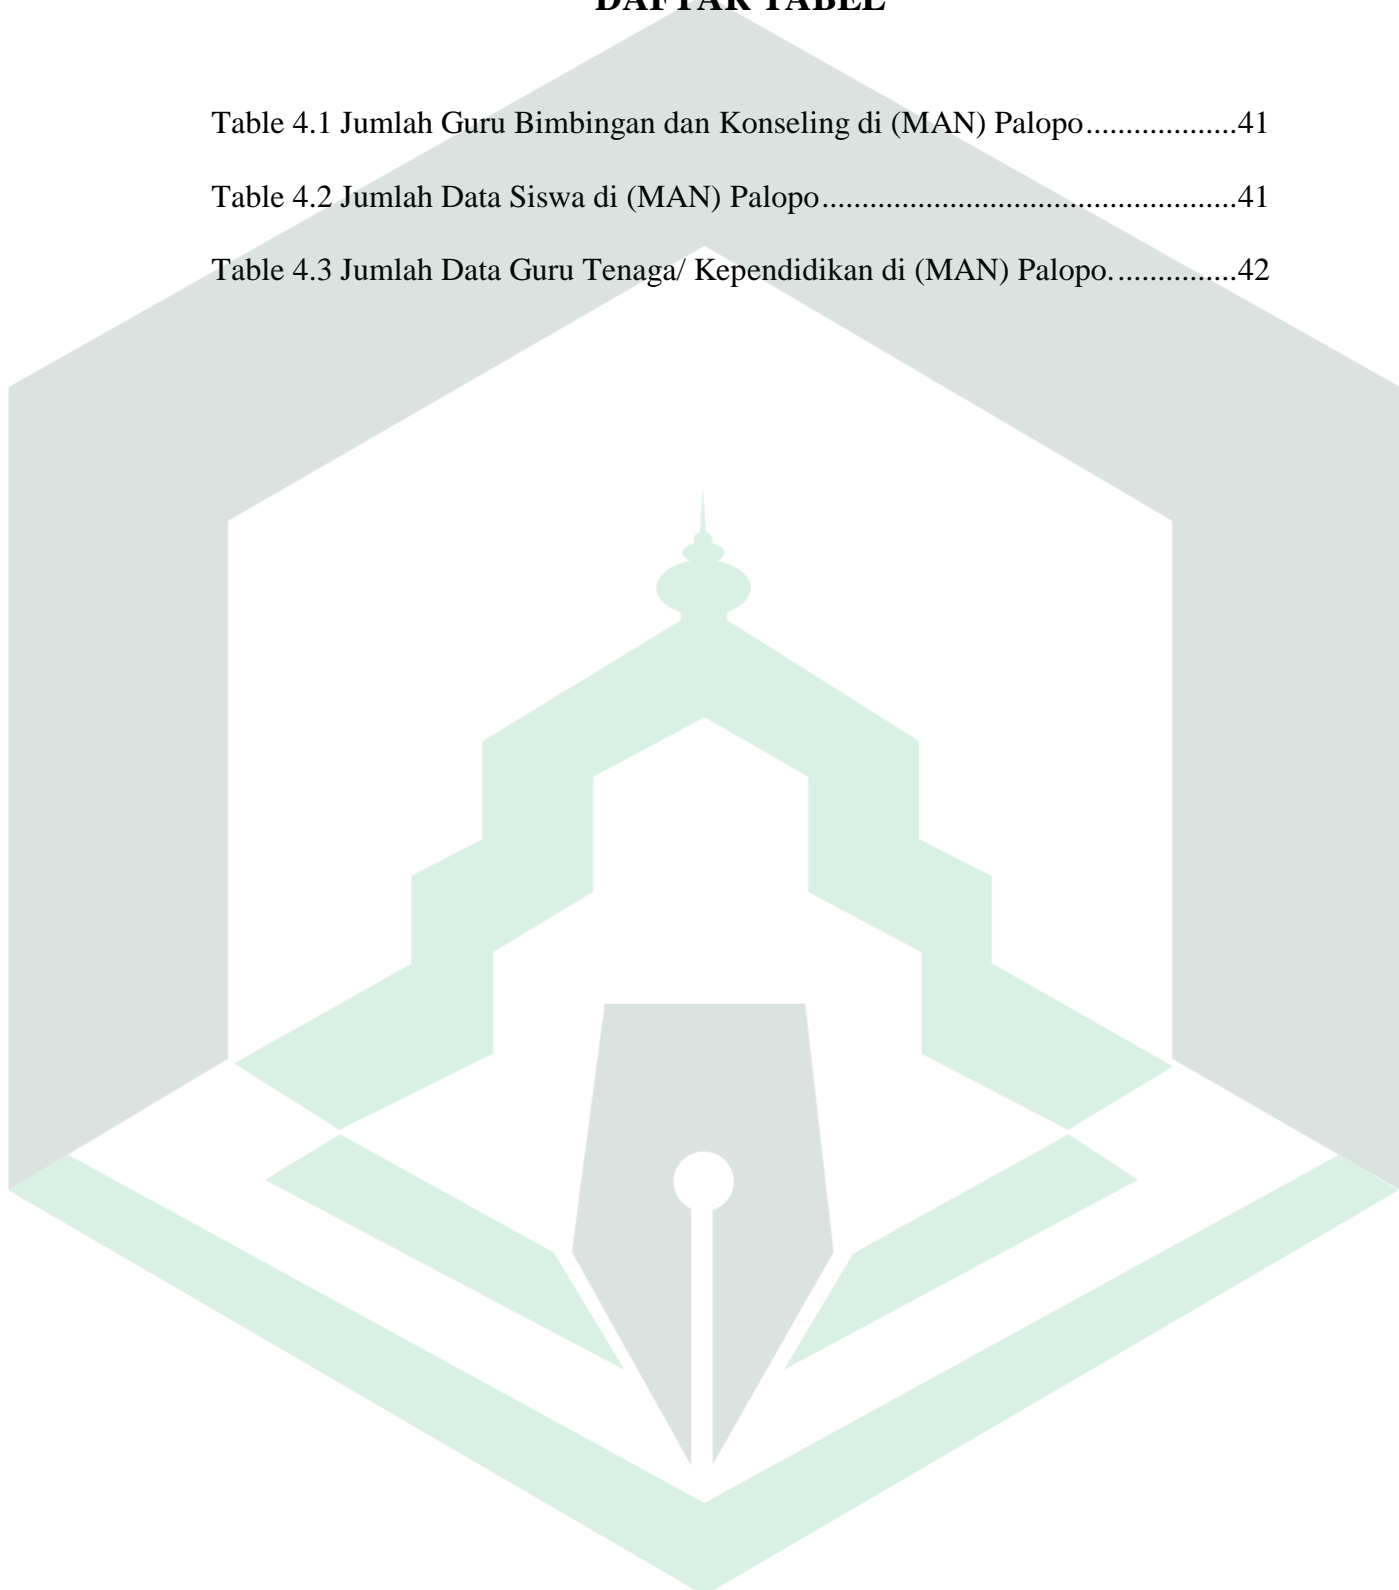 DAFTAR TABEL
Table 4.1 Jumlah Guru Bimbingan dan Konseling di (MAN) Palopo...................41
Table 4.2 Jumlah Data Siswa di (MAN) Palopo....................................................41
Table 4.3 Jumlah Data Guru Tenaga/ Kependidikan di (MAN) Palopo................42